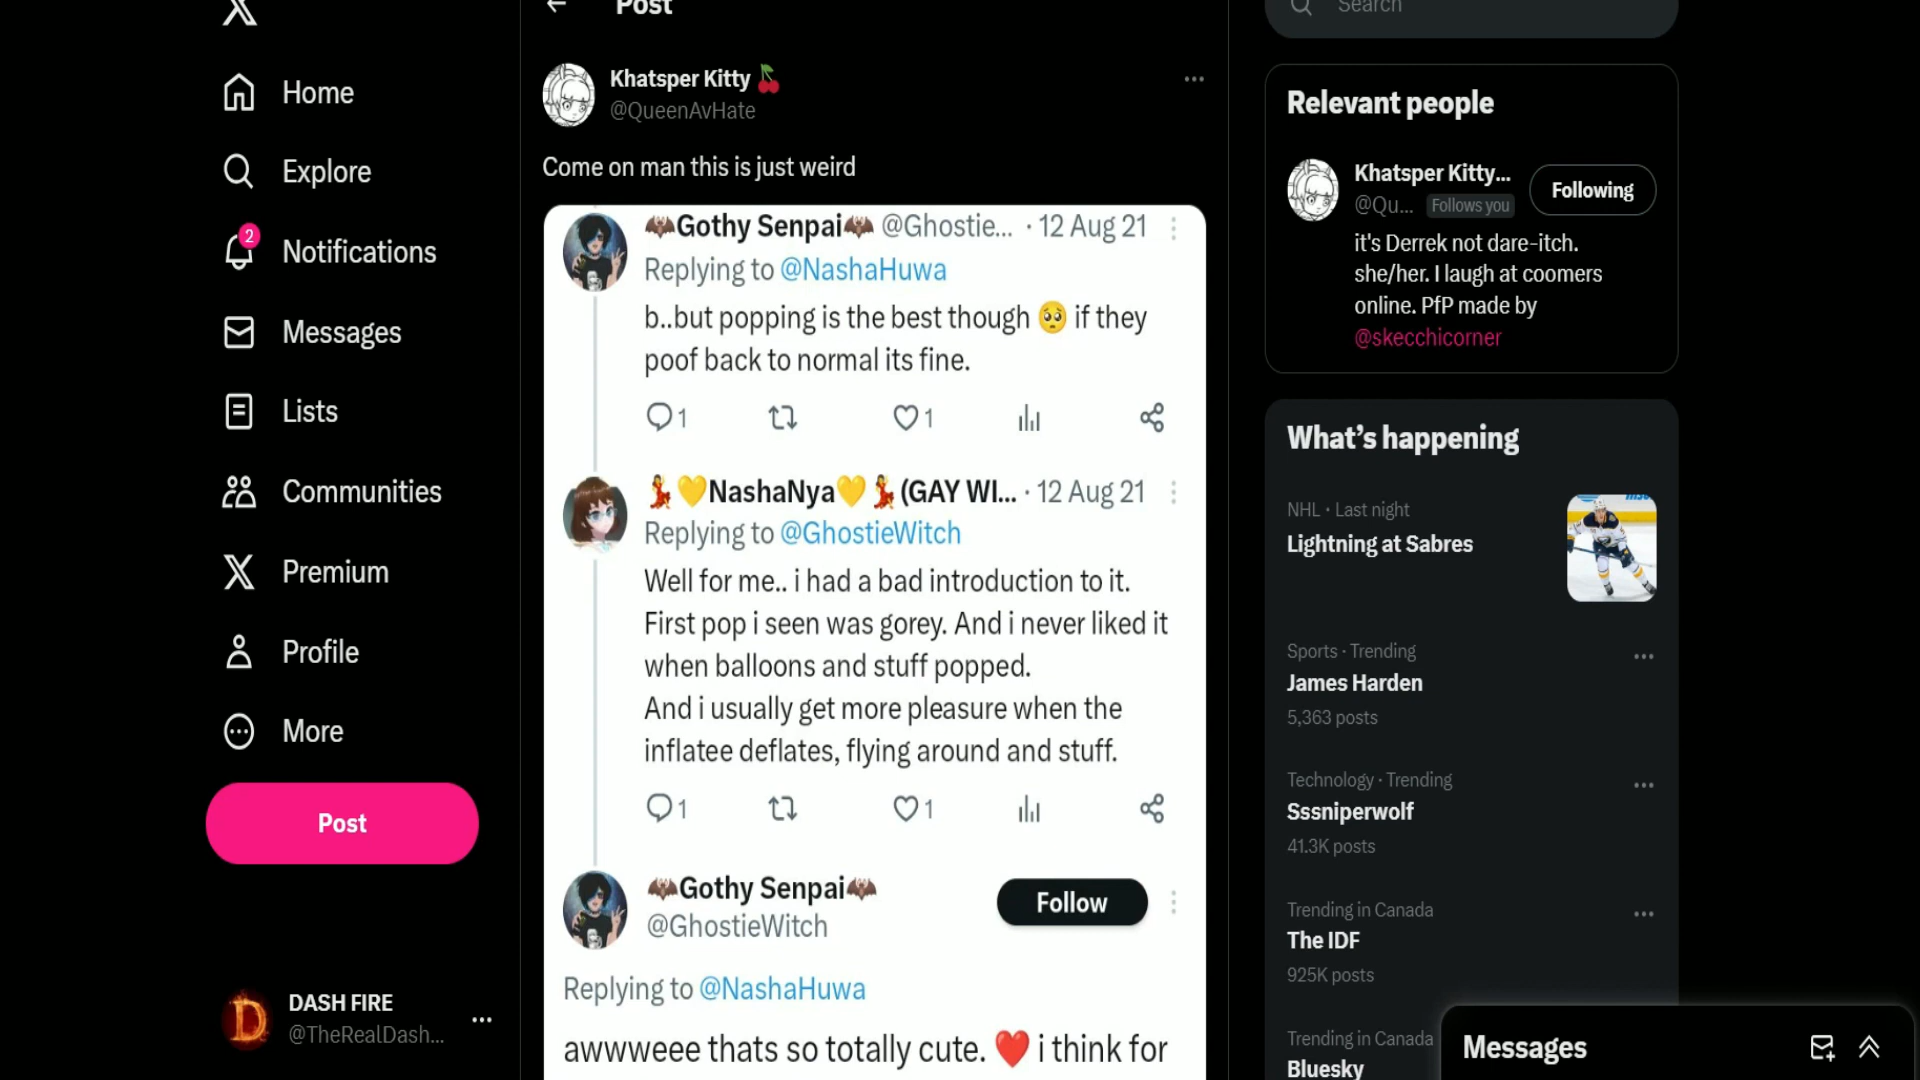 Home
Explore
2
Notifications
Messages
Lists
Communities
Premium
Profile
More
Post
DASH FIRE
@TheRealDash...
Post
Khatsper Kitty🍒
@QueenAvHate
Come on man this is just weird
🦇Gothy Senpai🦇 @Ghostie... · 12 Aug 21
Replying to @NashaHuwa
b..but popping is the best though 🥺 if they
poof back to normal its fine.
1 1
💃💛NashaNya💛💃(GAY WI... · 12 Aug 21
Replying to @GhostieWitch
Well for me.. i had a bad introduction to it.
First pop i seen was gorey. And i never liked it
when balloons and stuff popped.
And i usually get more pleasure when the
inflatee deflates, flying around and stuff.
1 1
🦇Gothy Senpai🦇
@GhostieWitch
Follow
Replying to @NashaHuwa
awwweee thats so totally cute. ❤️ i think for
Search
Relevant people
Khatsper Kitty...
@Qu... Follows you
Following
it's Derrek not dare-itch.
she/her. I laugh at coomers
online. PfP made by
@skecchicorner
What's happening
NHL · Last night
Lightning at Sabres
Sports · Trending
James Harden
5,363 posts
Technology · Trending
Sssniperwolf
41.3K posts
Trending in Canada
The IDF
925K posts
Trending in Canada
Bluesky
Messages